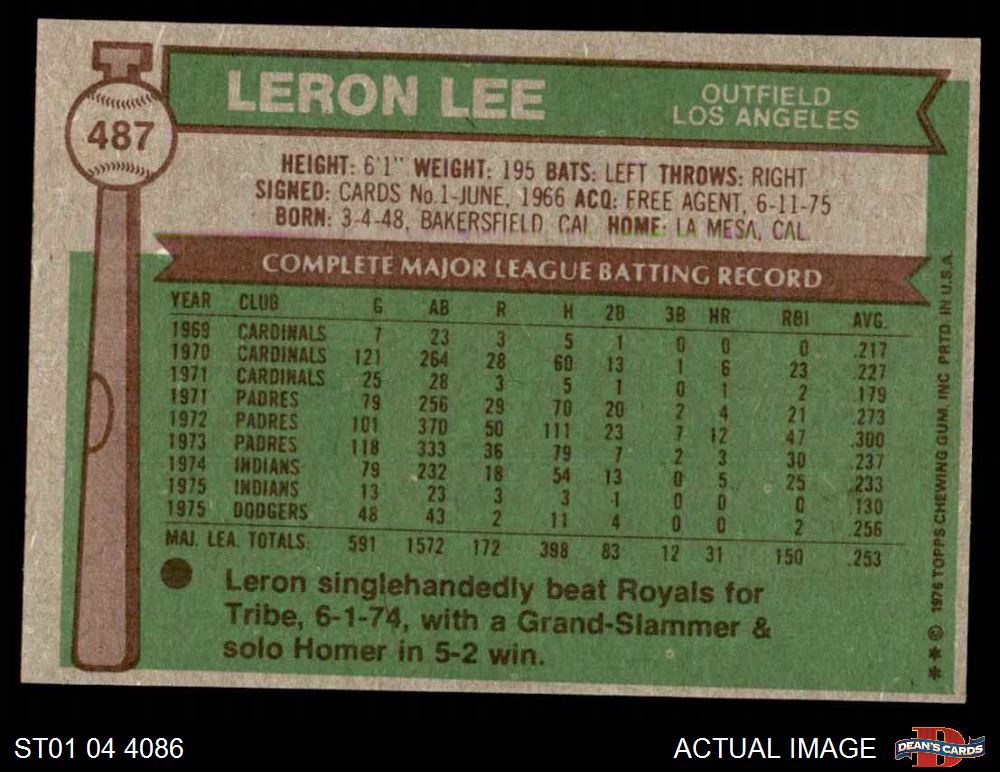 LERON LEE
OUTFIELD
LOS ANGELES
487
HEIGHT: 6'1" WEIGHT: 195 BATS: LEFT THROWS: RIGHT
SIGNED: CARDS No.1-JUNE, 1966 ACQ: FREE AGENT, 6-11-75
BORN: 3-4-48, BAKERSFIELD, CAL. HOME: LA MESA, CAL.
COMPLETE MAJOR LEAGUE BATTING RECORD
YEAR CLUB G AB R H 2B 3B HR RBI AVG.
1969 CARDINALS 7 23 3 5 1 0 0 0 .217
1970 CARDINALS 121 264 28 60 13 1 6 23 .227
1971 CARDINALS 25 28 3 5 1 0 1 2 .179
1971 PADRES 79 256 29 70 20 2 4 21 .273
1972 PADRES 101 370 50 111 23 7 12 47 .300
1973 PADRES 118 333 36 79 7 2 3 30 .237
1974 INDIANS 79 232 18 54 13 0 5 25 .233
1975 INDIANS 13 23 3 3 1 0 0 0 .130
1975 DODGERS 48 43 2 11 4 0 0 2 .256
MAJ. LEA. TOTALS 591 1572 172 398 83 12 31 150 .253
Leron singlehandedly beat Royals for
Tribe, 6-1-74, with a Grand-Slammer &
solo Homer in 5-2 win.
** © 1976 TOPPS CHEWING GUM, INC. PRTD. IN U.S.A.
ST01 04 4086
ACTUAL IMAGE
DEAN'S CARDS